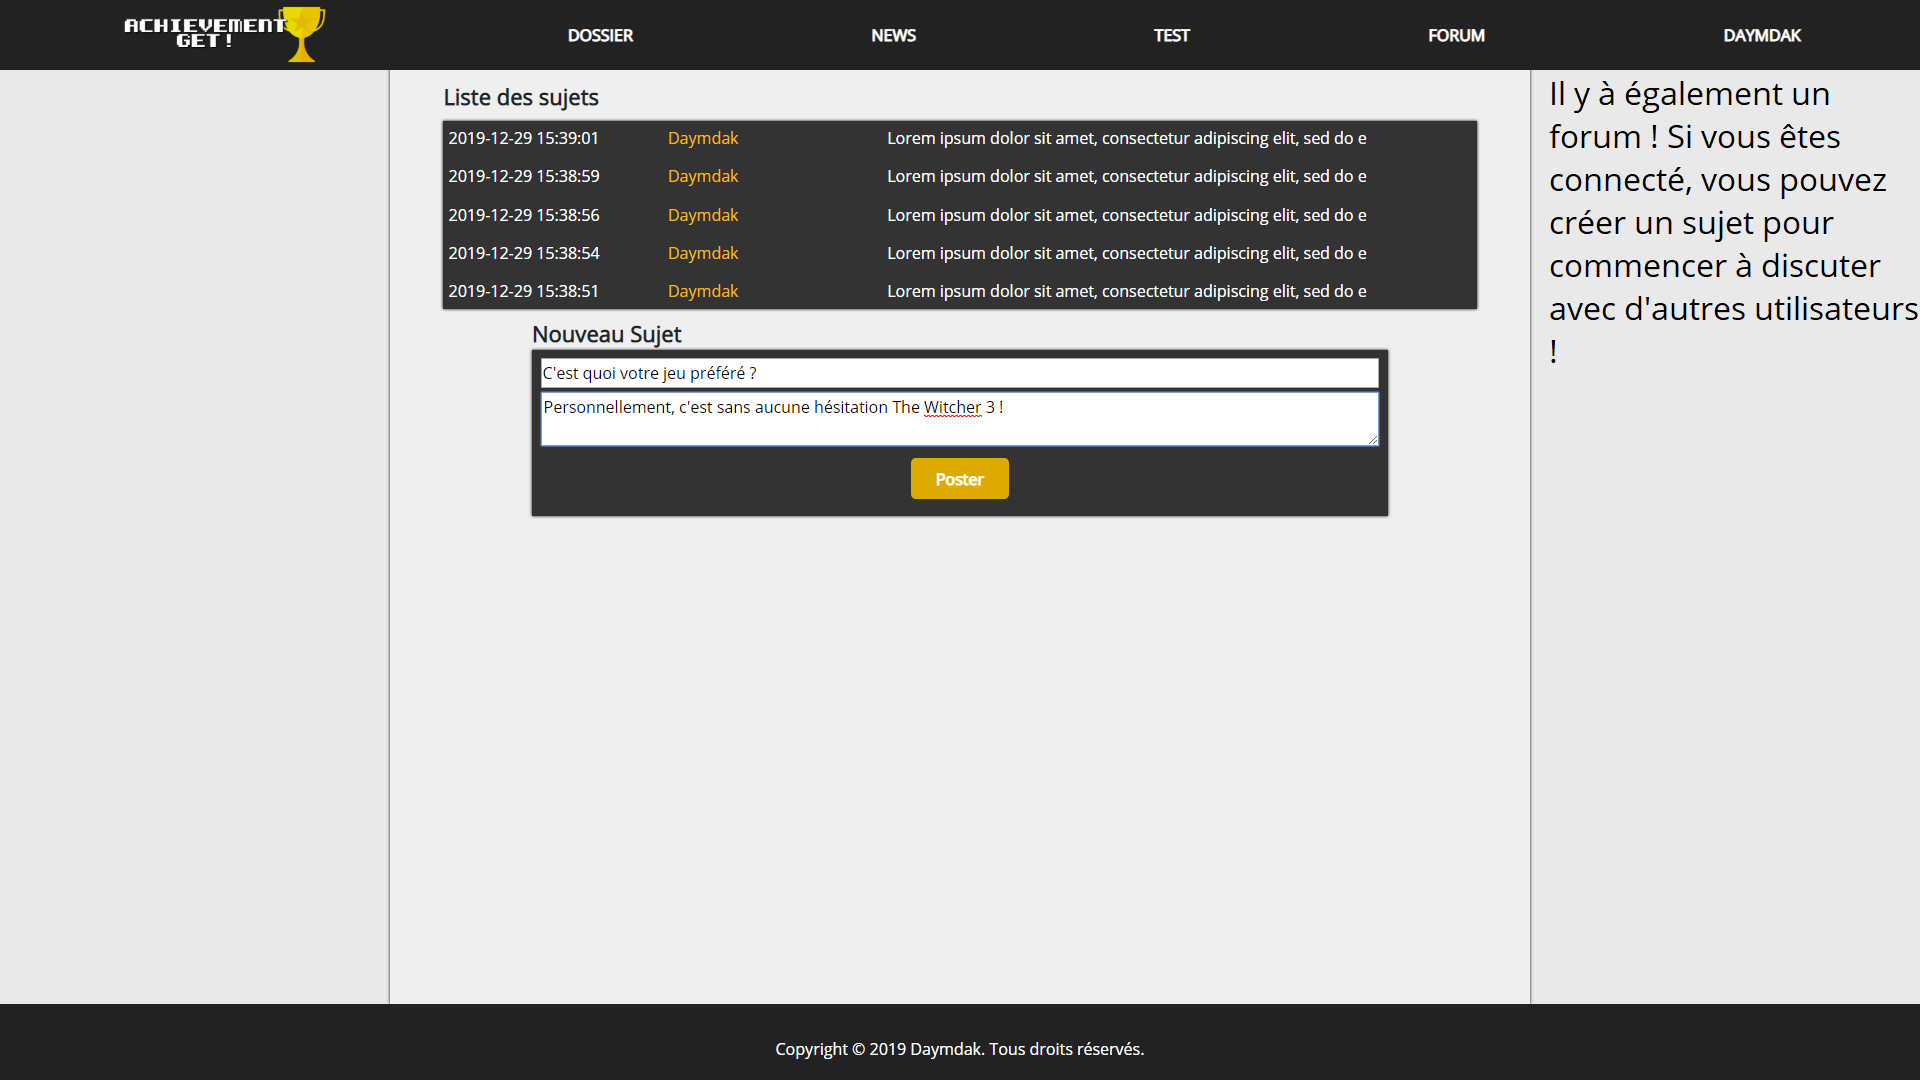 ACHIEVEMENT
GET !
DOSSIER
NEWS
TEST
FORUM
DAYMDAK
Liste des sujets
2019-12-29 15:39:01 Daymdak Lorem ipsum dolor sit amet, consectetur adipiscing elit, sed do e
2019-12-29 15:38:59 Daymdak Lorem ipsum dolor sit amet, consectetur adipiscing elit, sed do e
2019-12-29 15:38:56 Daymdak Lorem ipsum dolor sit amet, consectetur adipiscing elit, sed do e
2019-12-29 15:38:54 Daymdak Lorem ipsum dolor sit amet, consectetur adipiscing elit, sed do e
2019-12-29 15:38:51 Daymdak Lorem ipsum dolor sit amet, consectetur adipiscing elit, sed do e
Nouveau Sujet
C'est quoi votre jeu préféré ?
Personnellement, c'est sans aucune hésitation The Witcher 3 !
Poster
Il y à également un
forum ! Si vous êtes
connecté, vous pouvez
créer un sujet pour
commencer à discuter
avec d'autres utilisateurs
!
Copyright © 2019 Daymdak. Tous droits réservés.